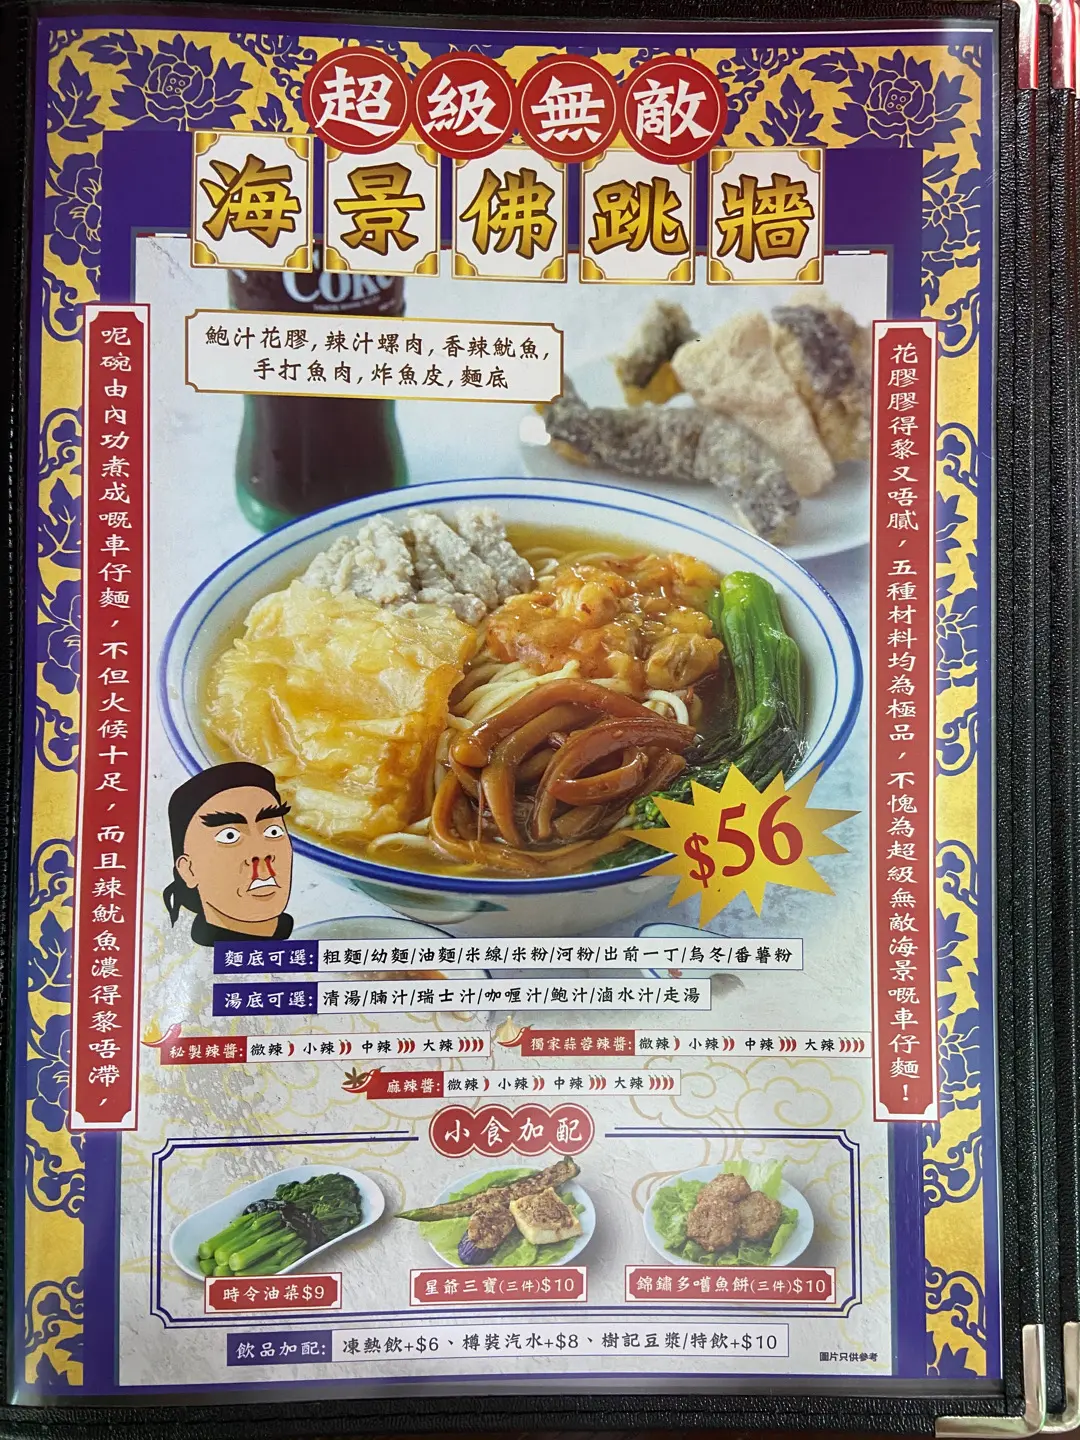 超級無敵
海景佛跳牆
Coke
鮑汁花膠,辣汁螺肉,香辣魷魚,
手打魚肉,炸魚皮,麵底
呢碗由內功煮成嘅車仔麵,不但火候十足,而且辣魷魚濃得黎唔滯,
花膠膠得黎又唔膩,五種材料均為極品,不愧為超級無敵海景嘅車仔麵!
$56
麵底可選:粗麵/幼麵/油麵/米線/米粉/河粉/出前一丁/烏冬/番薯粉
湯底可選:清湯/腩汁/瑞士汁/咖喱汁/鮑汁/滷水汁/走湯
秘製辣醬:微辣 小辣 中辣 大辣
獨家蒜蓉辣醬:微辣 小辣 中辣 大辣
麻辣醬:微辣 小辣 中辣 大辣
小食加配
時令油菜$9
星爺三寶(三件)$10
錦鏽多嗜魚餅(三件)$10
飲品加配:凍熱飲+$6、樽裝汽水+$8、樹記豆漿/特飲+$10
圖片只供參考